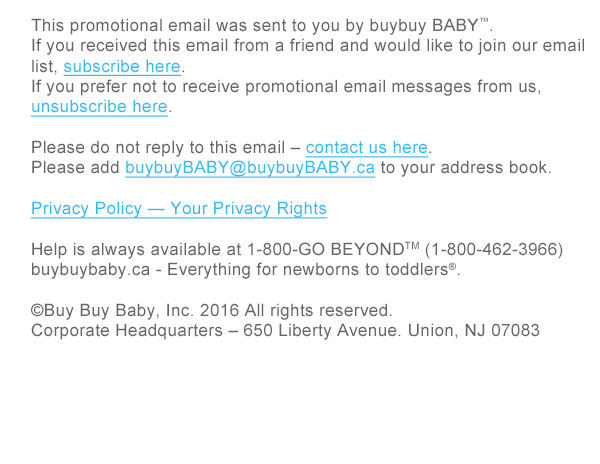 This promotional email was sent to you by buybuy BABY™.
If you received this email from a friend and would like to join our email
list, subscribe here.
If you prefer not to receive promotional email messages from us,
unsubscribe here.
Please do not reply to this email – contact us here.
Please add buybuyBABY@buybuyBABY.ca to your address book.
Privacy Policy — Your Privacy Rights
Help is always available at 1-800-GO BEYOND™ (1-800-462-3966)
buybuybaby.ca - Everything for newborns to toddlers®.
©Buy Buy Baby, Inc. 2016 All rights reserved.
Corporate Headquarters – 650 Liberty Avenue. Union, NJ 07083